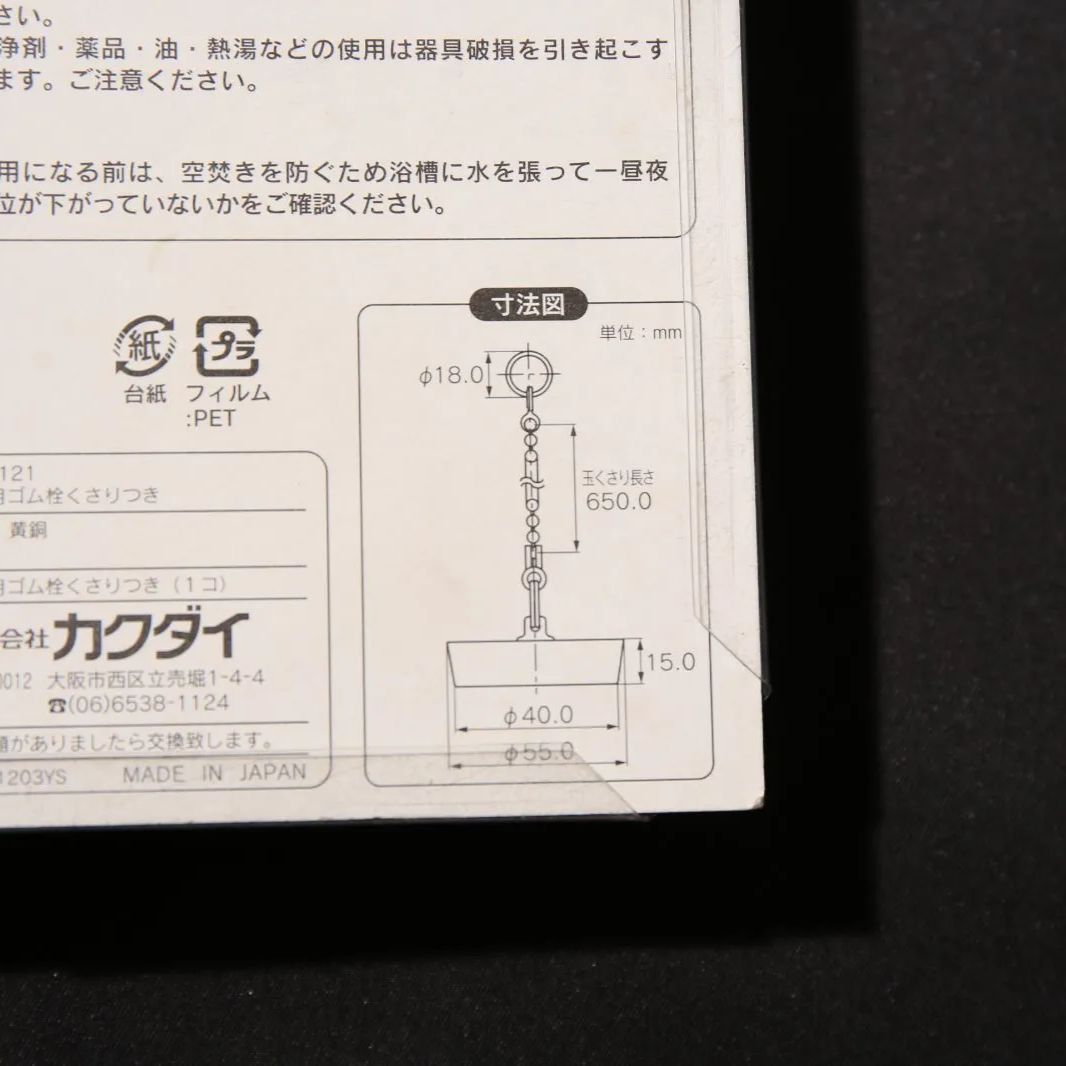 さい。
浄剤・薬品・油・熱湯などの使用は器具破損を引き起こす
ます。ご注意ください。
用になる前は、空焚きを防ぐため浴槽に水を張って一昼夜
位が下がっていないかをご確認ください。
紙 プラ
台紙 フィルム
:PET
121
用ゴム栓くさりつき
黄銅
用ゴム栓くさりつき(1コ)
会社カクダイ
0012 大阪市西区立売堀1-4-4
☎(06)6538-1124
がありましたら交換致します。
1203YS MADE IN JAPAN
寸法図
単位:mm
φ18.0
玉くさり長さ
650.0
15.0
φ40.0
φ55.0